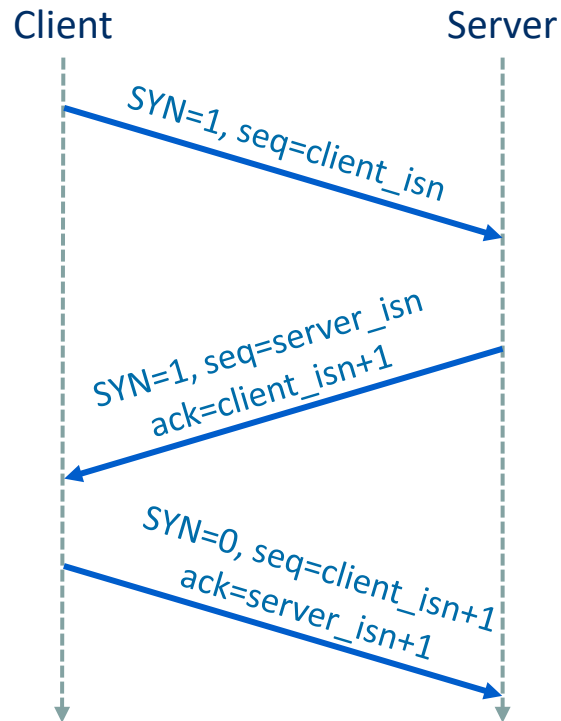 Client
Server
SYN=1, seq=client_isn
SYN=1, seq=server_isn
ack=client_isn+1
SYN=0, seq=client_isn+1
ack=server_isn+1